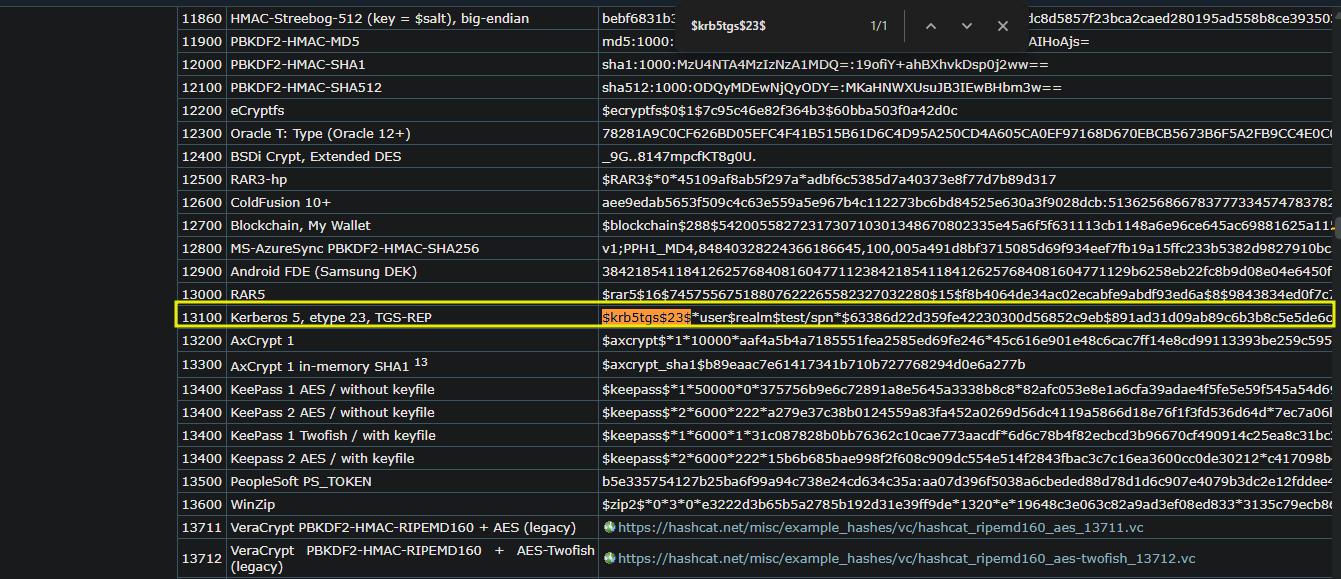 11860 HMAC-Streebog-512 (key = $salt), big-endian bebf6831b3
$krb5tgs$23$ 1/1
dc8d5857f23bca2caed280195ad558b8ce39350
11900 PBKDF2-HMAC-MD5 md5:1000: AIHoAjs=
12000 PBKDF2-HMAC-SHA1 sha1:1000:MzU4NTA4MzIzNzA1MDQ=:19ofiY+ahBXhvkDsp0j2ww==
12100 PBKDF2-HMAC-SHA512 sha512:1000:ODQyMDEwNjQyODY=:MKaHNWXUsuJB3IEwBHbm3w==
12200 eCryptfs $ecryptfs$0$1$7c95c46e82f364b3$60bba503f0a42d0c
12300 Oracle T: Type (Oracle 12+) 78281A9C0CF626BD05EFC4F41B515B61D6C4D95A250CD4A605CA0EF97168D670EBCB5673B6F5A2FB9CC4E0C0
12400 BSDi Crypt, Extended DES _9G..8147mpcfKT8g0U.
12500 RAR3-hp $RAR3$*0*45109af8ab5f297a*adbf6c5385d7a40373e8f77d7b89d317
12600 ColdFusion 10+ aee9edab5653f509c4c63e559a5e967b4c112273bc6bd84525e630a3f9028dcb:5136256866783777334574783782
12700 Blockchain, My Wallet $blockchain$288$5420055827231730710301348670802335e45a6f5f631113cb1148a6e96ce645ac69881625a115
12800 MS-AzureSync PBKDF2-HMAC-SHA256 v1;PPH1_MD4,84840328224366186645,100,005a491d8bf3715085d69f934eef7fb19a15ffc233b5382d9827910bc
12900 Android FDE (Samsung DEK) 38421854118412625768408160477112384218541184126257684081604771129b6258eb22fc8b9d08e04e6450f
13000 RAR5 $rar5$16$74575567518807622265582327032280$15$f8b4064de34ac02ecabfe9abdf93ed6a$8$9843834ed0f7c7
13100 Kerberos 5, etype 23, TGS-REP $krb5tgs$23$*user$realm$test/spn*$63386d22d359fe42230300d56852c9eb$891ad31d09ab89c6b3b8c5e5de6c
13200 AxCrypt 1 $axcrypt$*1*10000*aaf4a5b4a7185551fea2585ed69fe246*45c616e901e48c6cac7ff14e8cd99113393be259c595
13300 AxCrypt 1 in-memory SHA1 13 $axcrypt_sha1$b89eaac7e61417341b710b727768294d0e6a277b
13400 KeePass 1 AES / without keyfile $keepass$*1*50000*0*375756b9e6c72891a8e5645a3338b8c8*82afc053e8e1a6cfa39adae4f5fe5e59f545a54d69
13400 KeePass 2 AES / without keyfile $keepass$*2*6000*222*a279e37c38b0124559a83fa452a0269d56dc4119a5866d18e76f1f3fd536d64d*7ec7a06b
13400 KeePass 1 Twofish / with keyfile $keepass$*1*6000*1*31c087828b0bb76362c10cae773aacdf*6d6c78b4f82ecbcd3b96670cf490914c25ea8c31bc
13400 Keepass 2 AES / with keyfile $keepass$*2*6000*222*15b6b685bae998f2f608c909dc554e514f2843fbac3c7c16ea3600cc0de30212*c417098b
13500 PeopleSoft PS_TOKEN b5e335754127b25ba6f99a94c738e24cd634c35a:aa07d396f5038a6cbeded88d78d1d6c907e4079b3dc2e12fddee4
13600 WinZip $zip2$*0*3*0*e3222d3b65b5a2785b192d31e39ff9de*1320*e*19648c3e063c82a9ad3ef08ed833*3135c79ecb86
13711 VeraCrypt PBKDF2-HMAC-RIPEMD160 + AES (legacy) https://hashcat.net/misc/example_hashes/vc/hashcat_ripemd160_aes_13711.vc
13712 VeraCrypt PBKDF2-HMAC-RIPEMD160 + AES-Twofish https://hashcat.net/misc/example_hashes/vc/hashcat_ripemd160_aes-twofish_13712.vc
(legacy)